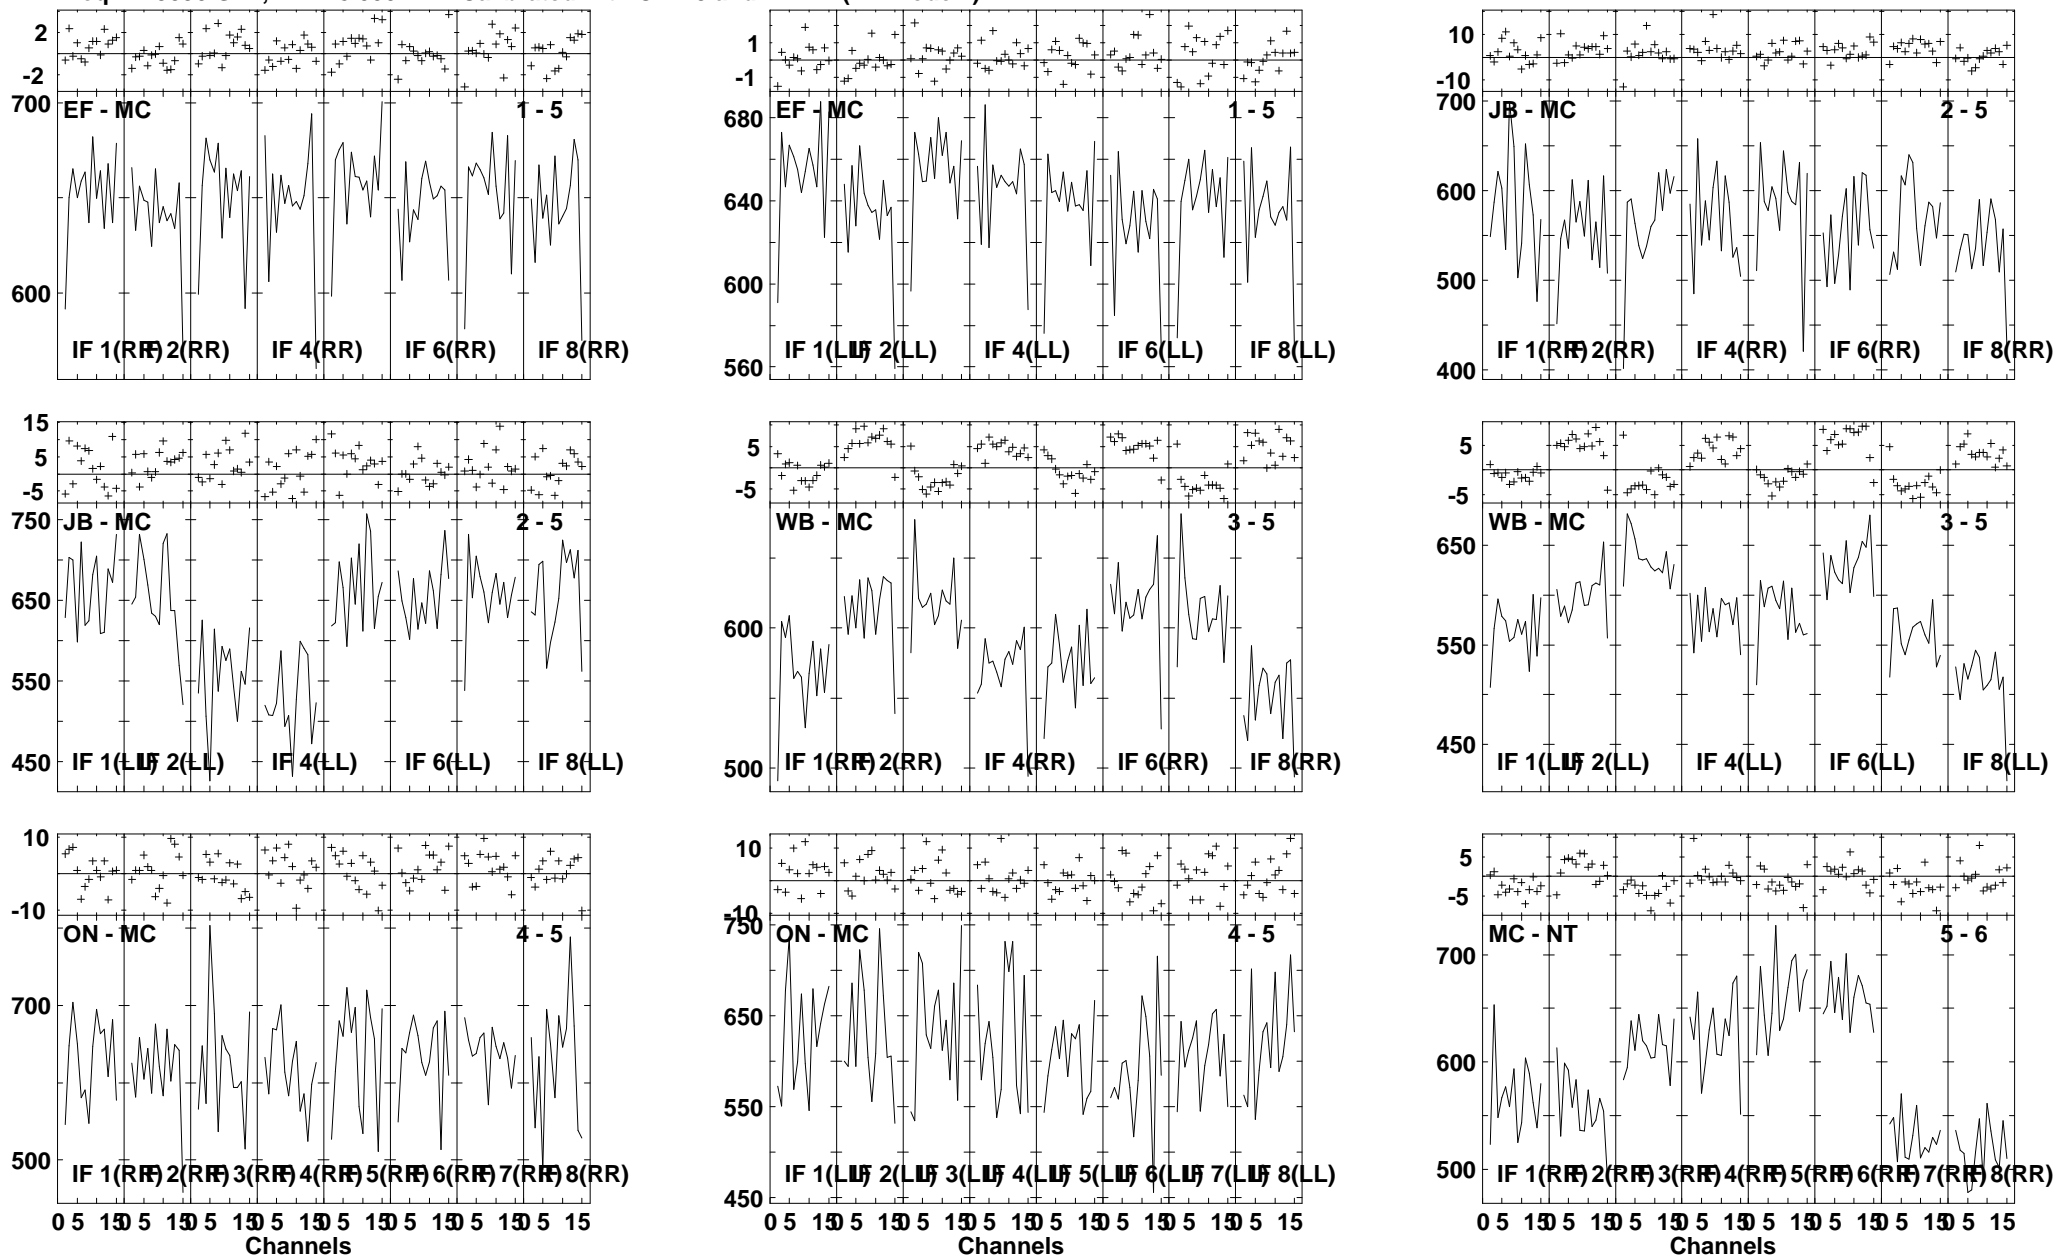 2
-2
700
EF - MC 1 - 5
600
IF 1(RR) IF 2(RR) IF 4(RR) IF 6(RR) IF 8(RR)
1
-1
680
EF - MC 1 - 5
640
600
IF 1(LL) IF 2(LL) IF 4(LL) IF 6(LL) IF 8(LL)
560
10
-10
700
JB - MC 2 - 5
600
500
IF 1(RR) IF 2(RR) IF 4(RR) IF 6(RR) IF 8(RR)
400
15
5
-5
750
JB - MC 2 - 5
650
550
450
IF 1(LL) IF 2(LL) IF 4(LL) IF 6(LL) IF 8(LL)
5
-5
WB - MC 3 - 5
600
500
IF 1(RR) IF 2(RR) IF 4(RR) IF 6(RR) IF 8(RR)
5
-5
WB - MC 3 - 5
650
550
450
IF 1(LL) IF 2(LL) IF 4(LL) IF 6(LL) IF 8(LL)
10
-10
ON - MC 4 - 5
700
500
IF 1(RR) IF 2(RR) IF 3(RR) IF 4(RR) IF 5(RR) IF 6(RR) IF 7(RR) IF 8(RR)
0 5 15 0 5 15 0 5 15 0 5 15 0 5 15 0 5 15 0 5 15 0 5 15
Channels
10
-10
750
ON - MC 4 - 5
650
550
450
IF 1(LL) IF 2(LL) IF 3(LL) IF 4(LL) IF 5(LL) IF 6(LL) IF 7(LL) IF 8(LL)
0 5 15 0 5 15 0 5 15 0 5 15 0 5 15 0 5 15 0 5 15 0 5 15
Channels
5
-5
MC - NT 5 - 6
700
600
500
IF 1(RR) IF 2(RR) IF 3(RR) IF 4(RR) IF 5(RR) IF 6(RR) IF 7(RR) IF 8(RR)
0 5 15 0 5 15 0 5 15 0 5 15 0 5 15 0 5 15 0 5 15 0 5 15
Channels